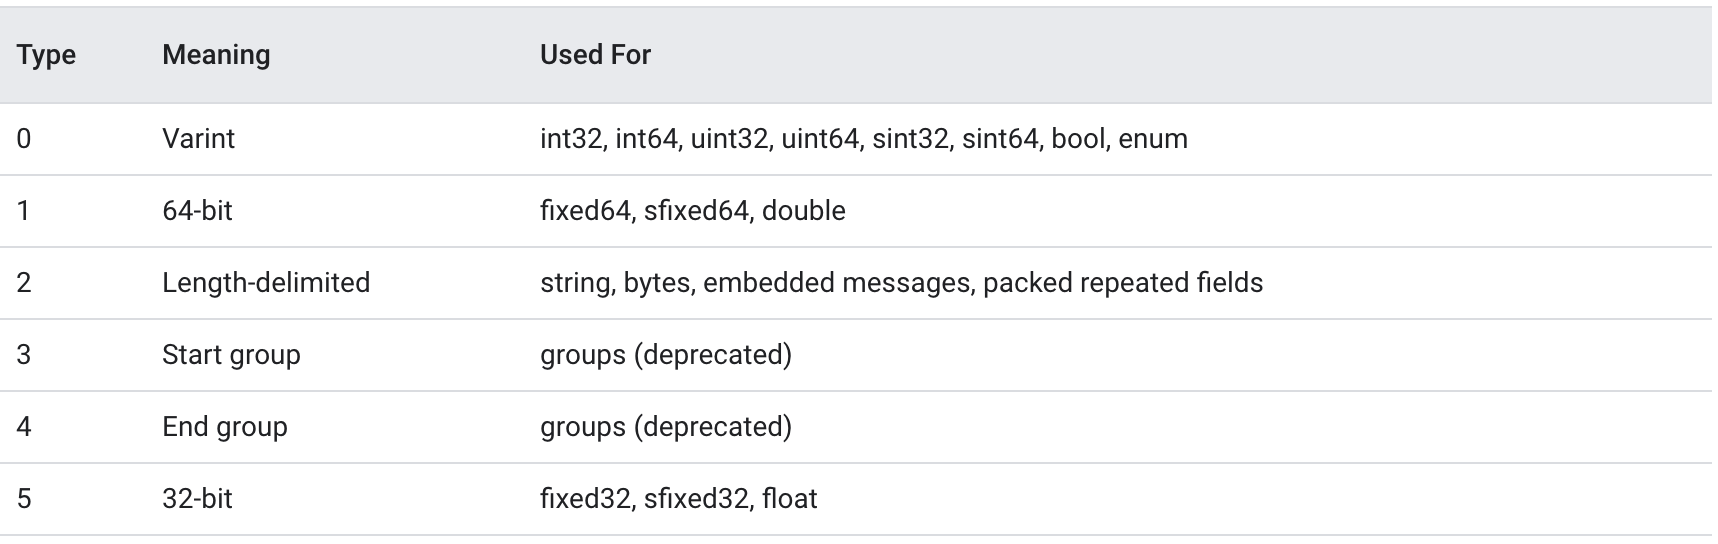 Type Meaning Used For
0 Varint int32, int64, uint32, uint64, sint32, sint64, bool, enum
1 64-bit fixed64, sfixed64, double
2 Length-delimited string, bytes, embedded messages, packed repeated fields
3 Start group groups (deprecated)
4 End group groups (deprecated)
5 32-bit fixed32, sfixed32, float